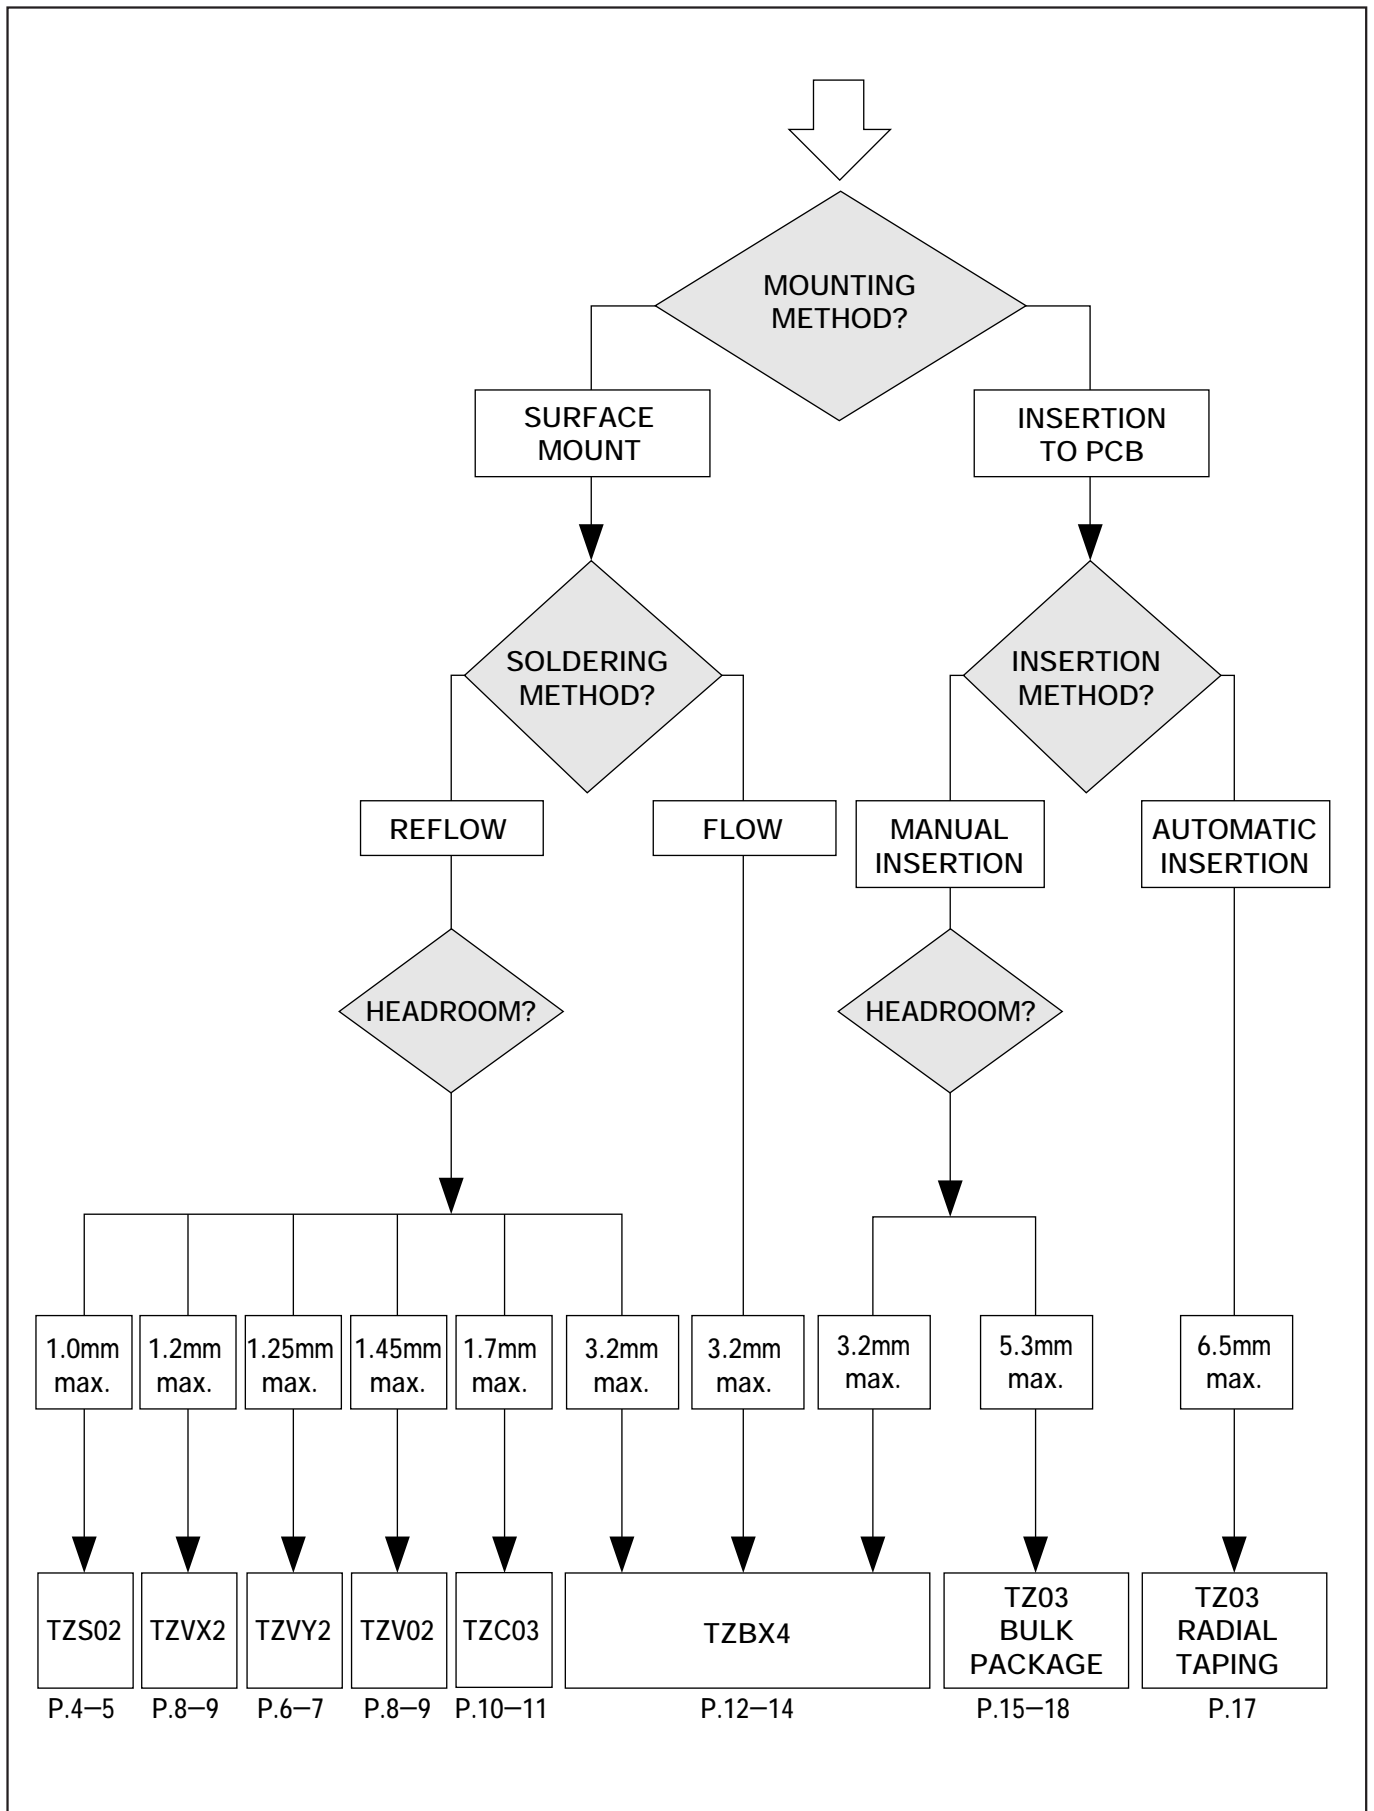 MOUNTING
METHOD?
SURFACE
MOUNT
INSERTION
TO PCB
SOLDERING
METHOD?
INSERTION
METHOD?
REFLOW
FLOW
MANUAL
INSERTION
AUTOMATIC
INSERTION
HEADROOM?
HEADROOM?
1.0mm
max.
1.2mm
max.
1.25mm
max.
1.45mm
max.
1.7mm
max.
3.2mm
max.
3.2mm
max.
3.2mm
max.
5.3mm
max.
6.5mm
max.
TZS02
TZVX2
TZVY2
TZV02
TZC03
TZBX4
TZ03
BULK
PACKAGE
TZ03
RADIAL
TAPING
P.4—5
P.8—9
P.6—7
P.8—9
P.10—11
P.12—14
P.15—18
P.17